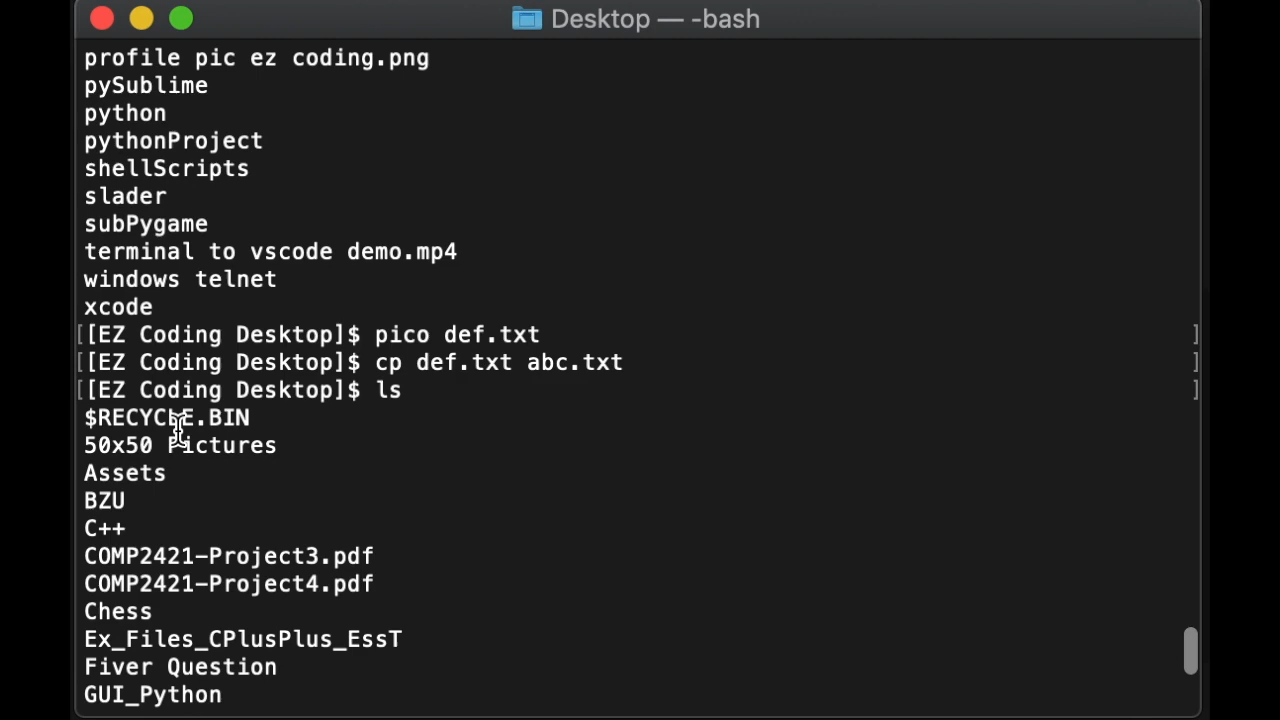 Desktop — -bash
profile pic ez coding.png
pySublime
python
pythonProject
shellScripts
slader
subPygame
terminal to vscode demo.mp4
windows telnet
xcode
[[EZ Coding Desktop]$ pico def.txt ]
[[EZ Coding Desktop]$ cp def.txt abc.txt ]
[[EZ Coding Desktop]$ ls ]
$RECYCLE.BIN
50x50 Pictures
Assets
BZU
C++
COMP2421-Project3.pdf
COMP2421-Project4.pdf
Chess
Ex_Files_CPlusPlus_EssT
Fiver Question
GUI_Python